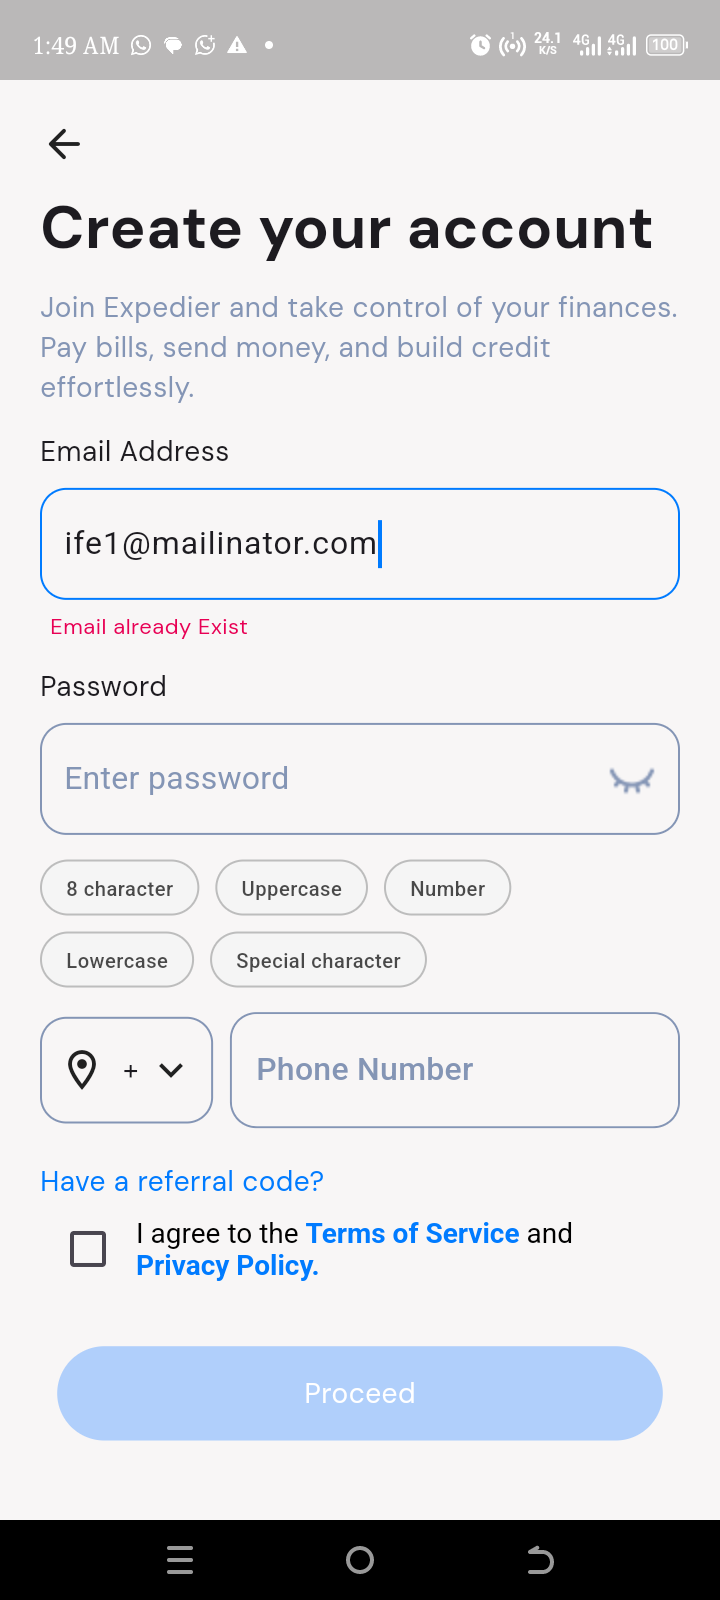 1:49 AM 1 24.1 K/S 4G 4G 100
Create your account
Join Expedier and take control of your finances.
Pay bills, send money, and build credit
effortlessly.
Email Address
ife1@mailinator.com
Email already Exist
Password
Enter password
8 character Uppercase Number
Lowercase Special character
+ Phone Number
Have a referral code?
I agree to the Terms of Service and
Privacy Policy.
Proceed